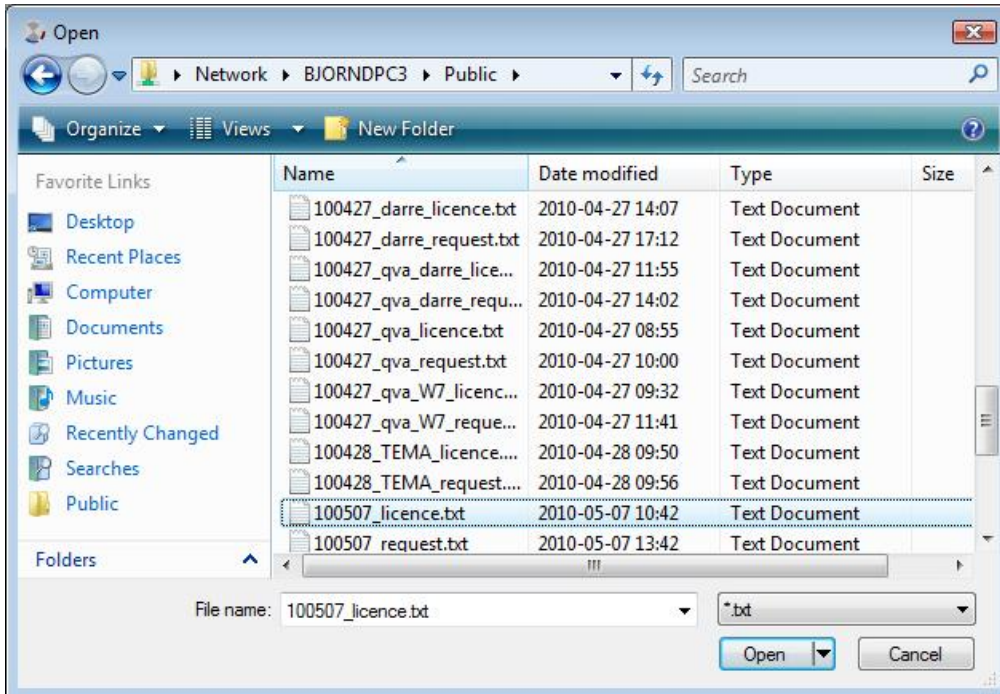 Open
Network BJORNDPC3 Public Search
Organize Views New Folder
Favorite Links
Desktop
Recent Places
Computer
Documents
Pictures
Music
Recently Changed
Searches
Public
Folders
Name Date modified Type Size
100427_darre_licence.txt 2010-04-27 14:07 Text Document
100427_darre_request.txt 2010-04-27 17:12 Text Document
100427_qva_darre_lice... 2010-04-27 11:55 Text Document
100427_qva_darre_requ... 2010-04-27 14:02 Text Document
100427_qva_licence.txt 2010-04-27 08:55 Text Document
100427_qva_request.txt 2010-04-27 10:00 Text Document
100427_qva_W7_licenc... 2010-04-27 09:32 Text Document
100427_qva_W7_reque... 2010-04-27 11:41 Text Document
100428_TEMA_licence.... 2010-04-28 09:50 Text Document
100428_TEMA_request.... 2010-04-28 09:56 Text Document
100507_licence.txt 2010-05-07 10:42 Text Document
100507_request.txt 2010-05-07 13:42 Text Document
File name: 100507_licence.txt *.txt
Open Cancel